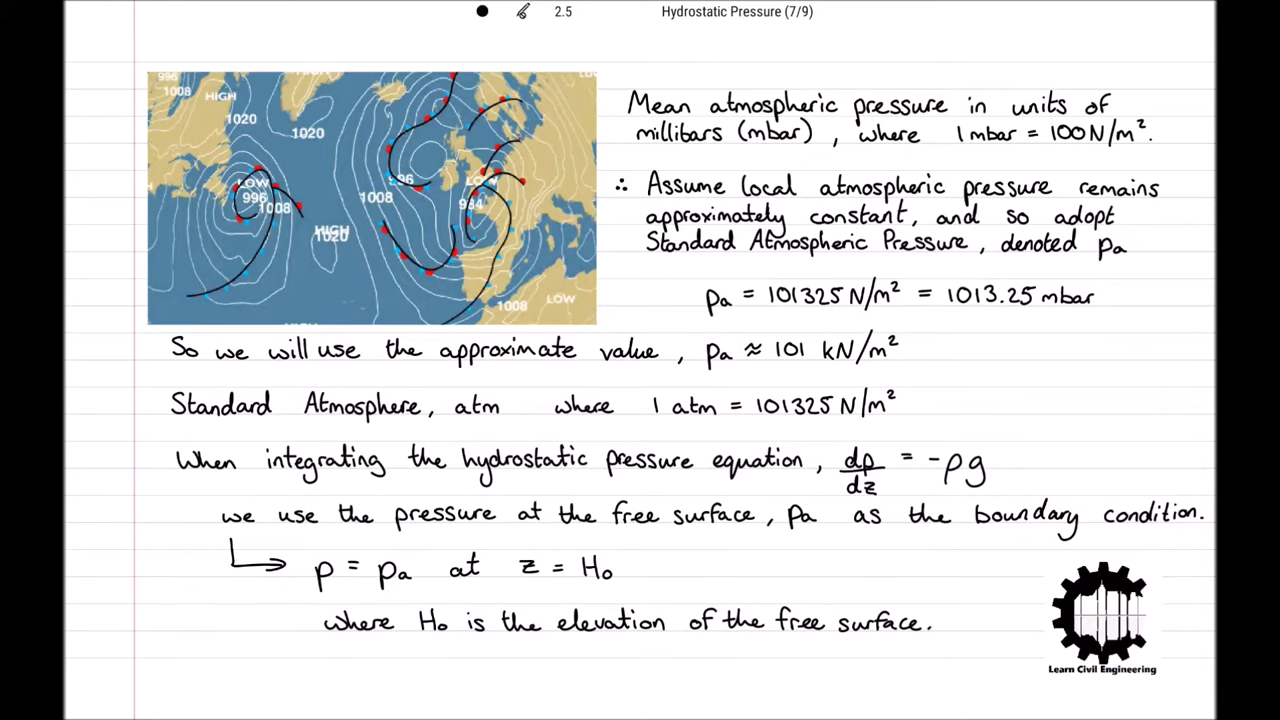 2.5 Hydrostatic Pressure (7/9)
996
1008
HIGH
1020
1020
LOW
996
1008
HIGH
1020
996
1008
LOW
984
1008
LOW
Mean atmospheric pressure in units of
millibars (mbar), where 1 mbar = 100 N/m².
∴ Assume local atmospheric pressure remains
approximately constant, and so adopt
Standard Atmospheric Pressure, denoted pa
pa = 101325 N/m² = 1013.25 mbar
So we will use the approximate value, pa ≈ 101 kN/m²
Standard Atmosphere, atm where 1 atm = 101325 N/m²
When integrating the hydrostatic pressure equation, dp/dz = -ρg
we use the pressure at the free surface, pa as the boundary condition.
↳ p = pa at z = H₀
where H₀ is the elevation of the free surface.
Learn Civil Engineering